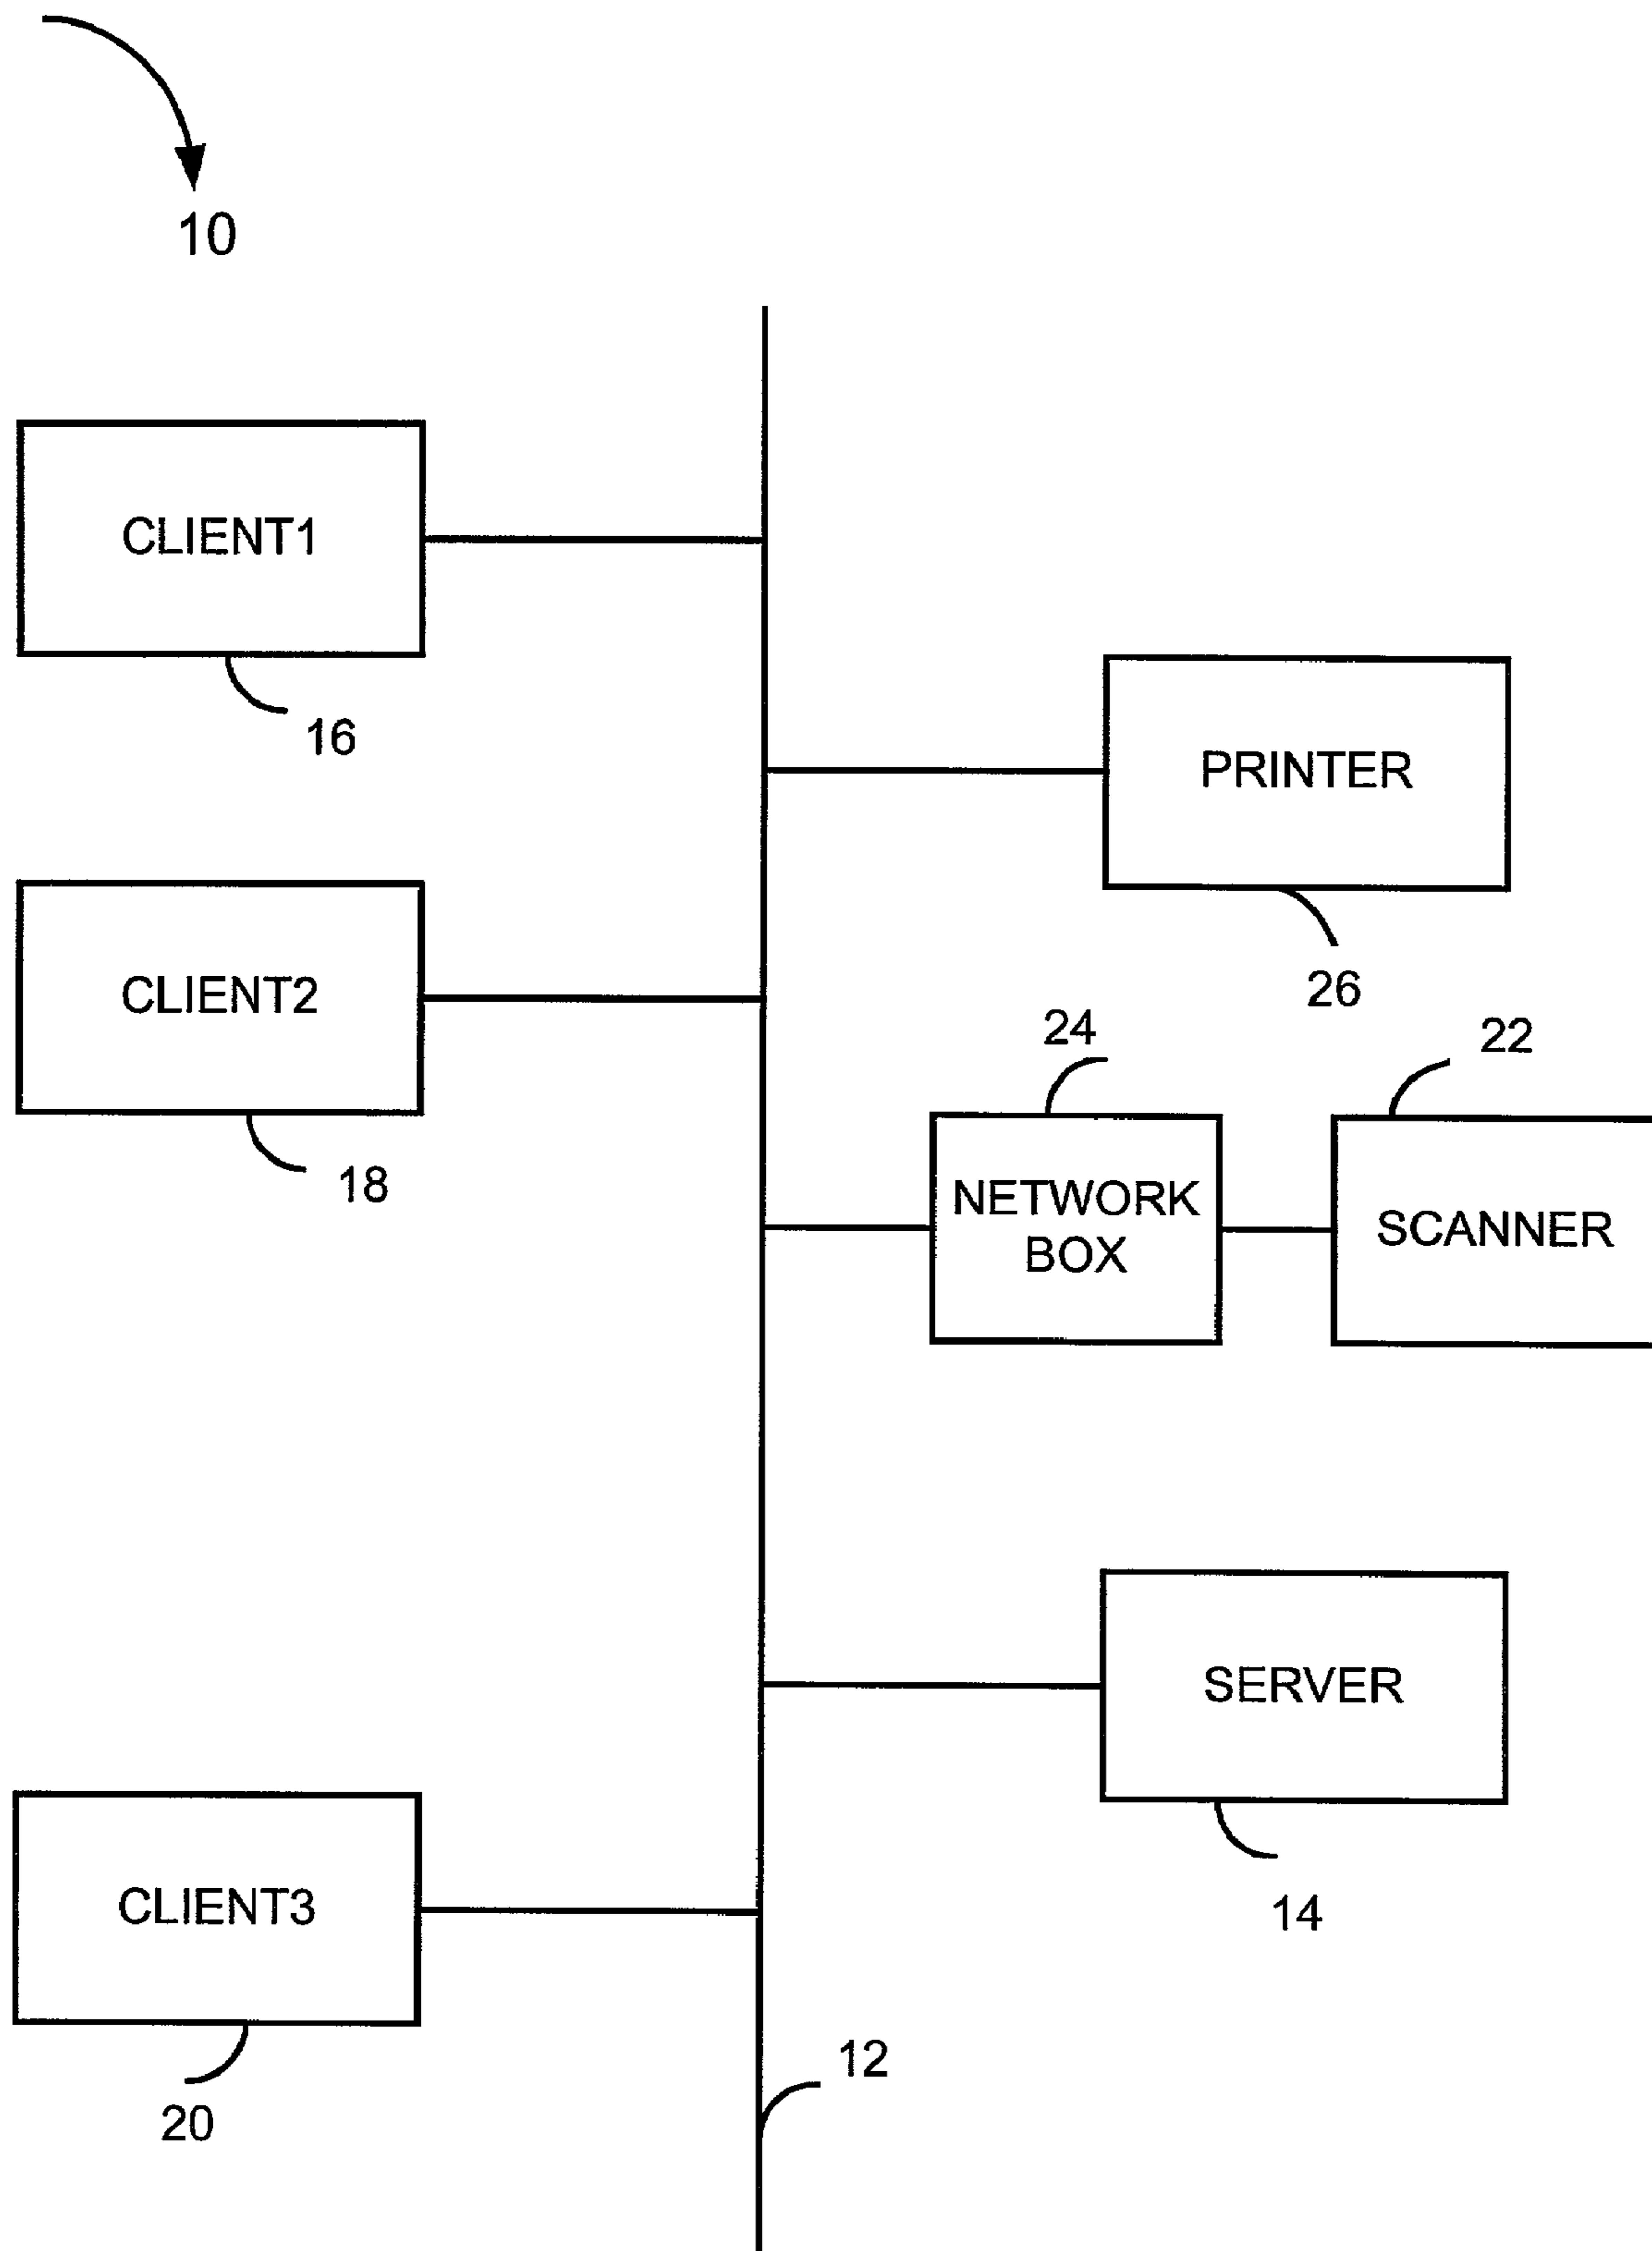 10
CLIENT1
16
PRINTER
26
CLIENT2
18
24
22
NETWORK
BOX
SCANNER
SERVER
14
CLIENT3
20
12